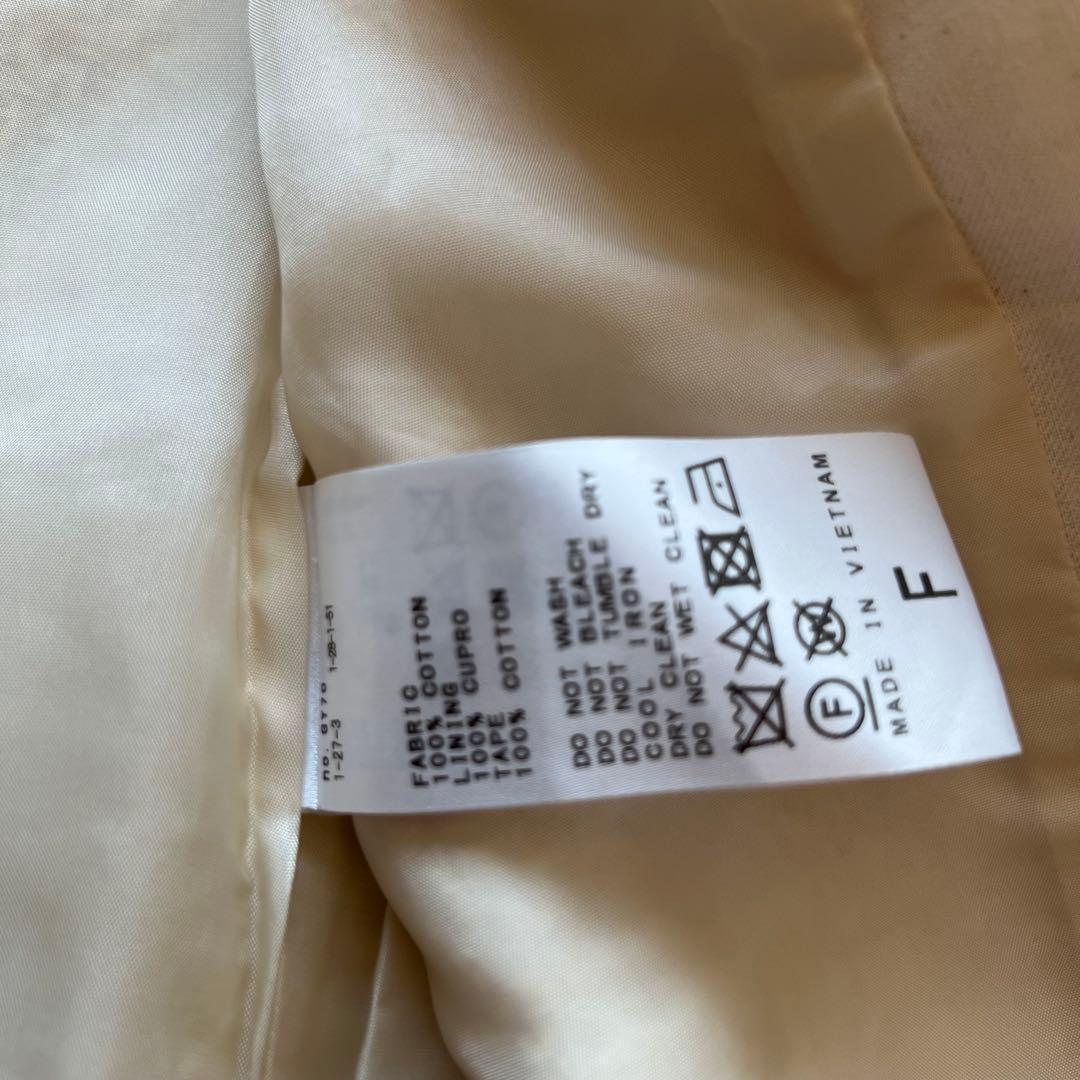 no.
1-28-1-51
1-27-3
FABRIC
100% COTTON
LINING
100% CUPRO
TAPE
100% COTTON
DO NOT WASH
DO NOT BLEACH
DO NOT TUMBLE DRY
DO NOT IRON
COOL
DRY CLEAN
DO NOT WET CLEAN
W
F
MADE IN VIETNAM
F